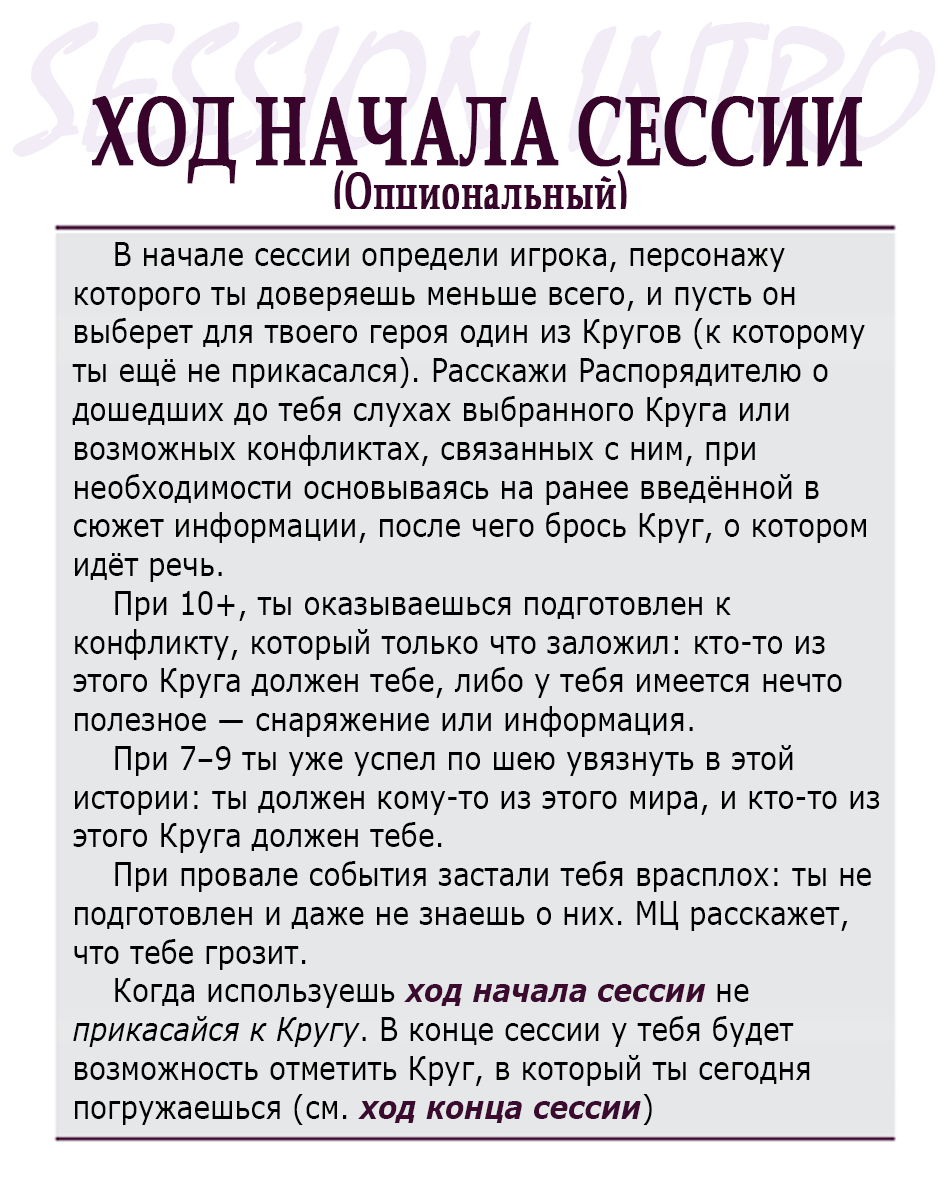 SESSION INTRO
ХОД НАЧАЛА СЕССИИ
(Опциональный)
В начале сессии определи игрока, персонажу
которого ты доверяешь меньше всего, и пусть он
выберет для твоего героя один из Кругов (к которому
ты ещё не прикасался). Расскажи Распорядителю о
дошедших до тебя слухах выбранного Круга или
возможных конфликтах, связанных с ним, при
необходимости основываясь на ранее введённой в
сюжет информации, после чего брось Круг, о котором
идёт речь.
При 10+, ты оказываешься подготовлен к
конфликту, который только что заложил: кто-то из
этого Круга должен тебе, либо у тебя имеется нечто
полезное — снаряжение или информация.
При 7–9 ты уже успел по шею увязнуть в этой
истории: ты должен кому-то из этого мира, и кто-то из
этого Круга должен тебе.
При провале события застали тебя врасплох: ты не
подготовлен и даже не знаешь о них. МЦ расскажет,
что тебе грозит.
Когда используешь ход начала сессии не
прикасайся к Кругу. В конце сессии у тебя будет
возможность отметить Круг, в который ты сегодня
погружаешься (см. ход конца сессии)